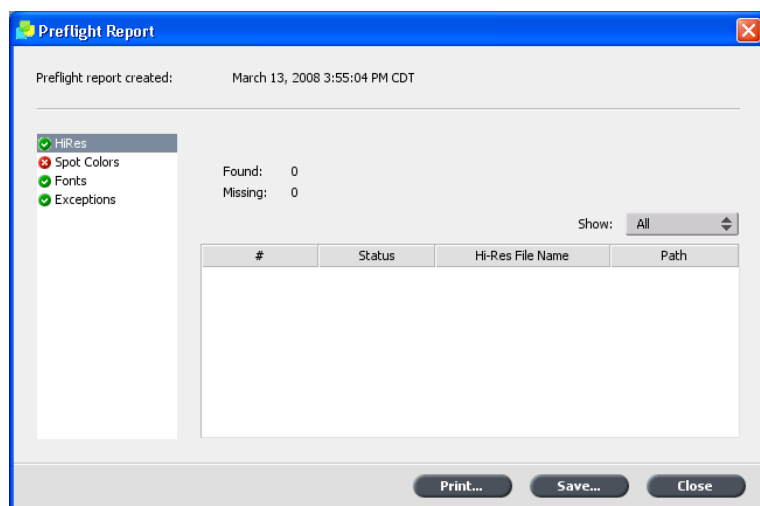 Preflight Report
Preflight report created: March 13, 2008 3:55:04 PM CDT
HiRes
Spot Colors
Fonts
Exceptions
Found: 0
Missing: 0
Show: All
# Status Hi-Res File Name Path
Print... Save... Close